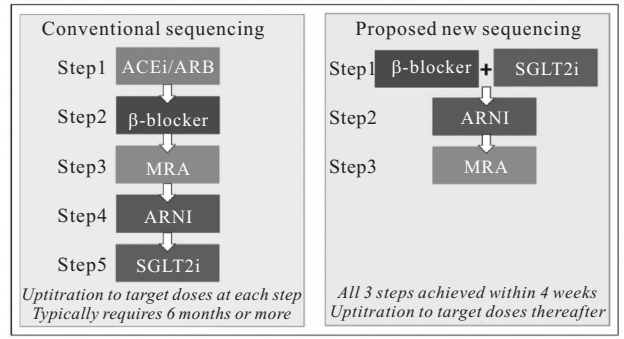 Conventional sequencing
Step1 ACEi/ARB
Step2 β-blocker
Step3 MRA
Step4 ARNI
Step5 SGLT2i
Uptitration to target doses at each step
Typically requires 6 months or more
Proposed new sequencing
Step1 β-blocker + SGLT2i
Step2 ARNI
Step3 MRA
All 3 steps achieved within 4 weeks
Uptitration to target doses thereafter